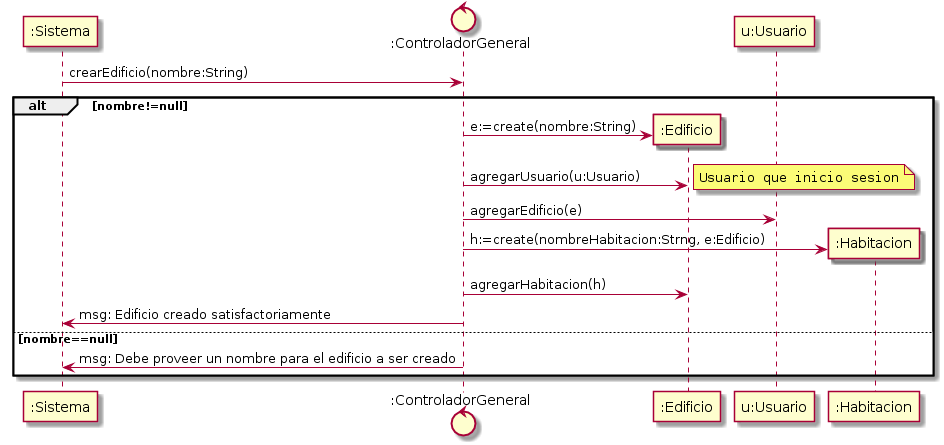 :Sistema
:ControladorGeneral
u:Usuario
crearEdificio(nombre:String)
alt
[nombre!=null]
e:=create(nombre:String)
:Edificio
agregarUsuario(u:Usuario)
Usuario que inicio sesion
agregarEdificio(e)
h:=create(nombreHabitacion:Strng, e:Edificio)
:Habitacion
agregarHabitacion(h)
msg: Edificio creado satisfactoriamente
[nombre==null]
msg: Debe proveer un nombre para el edificio a ser creado
:Sistema
:ControladorGeneral
:Edificio
u:Usuario
:Habitacion